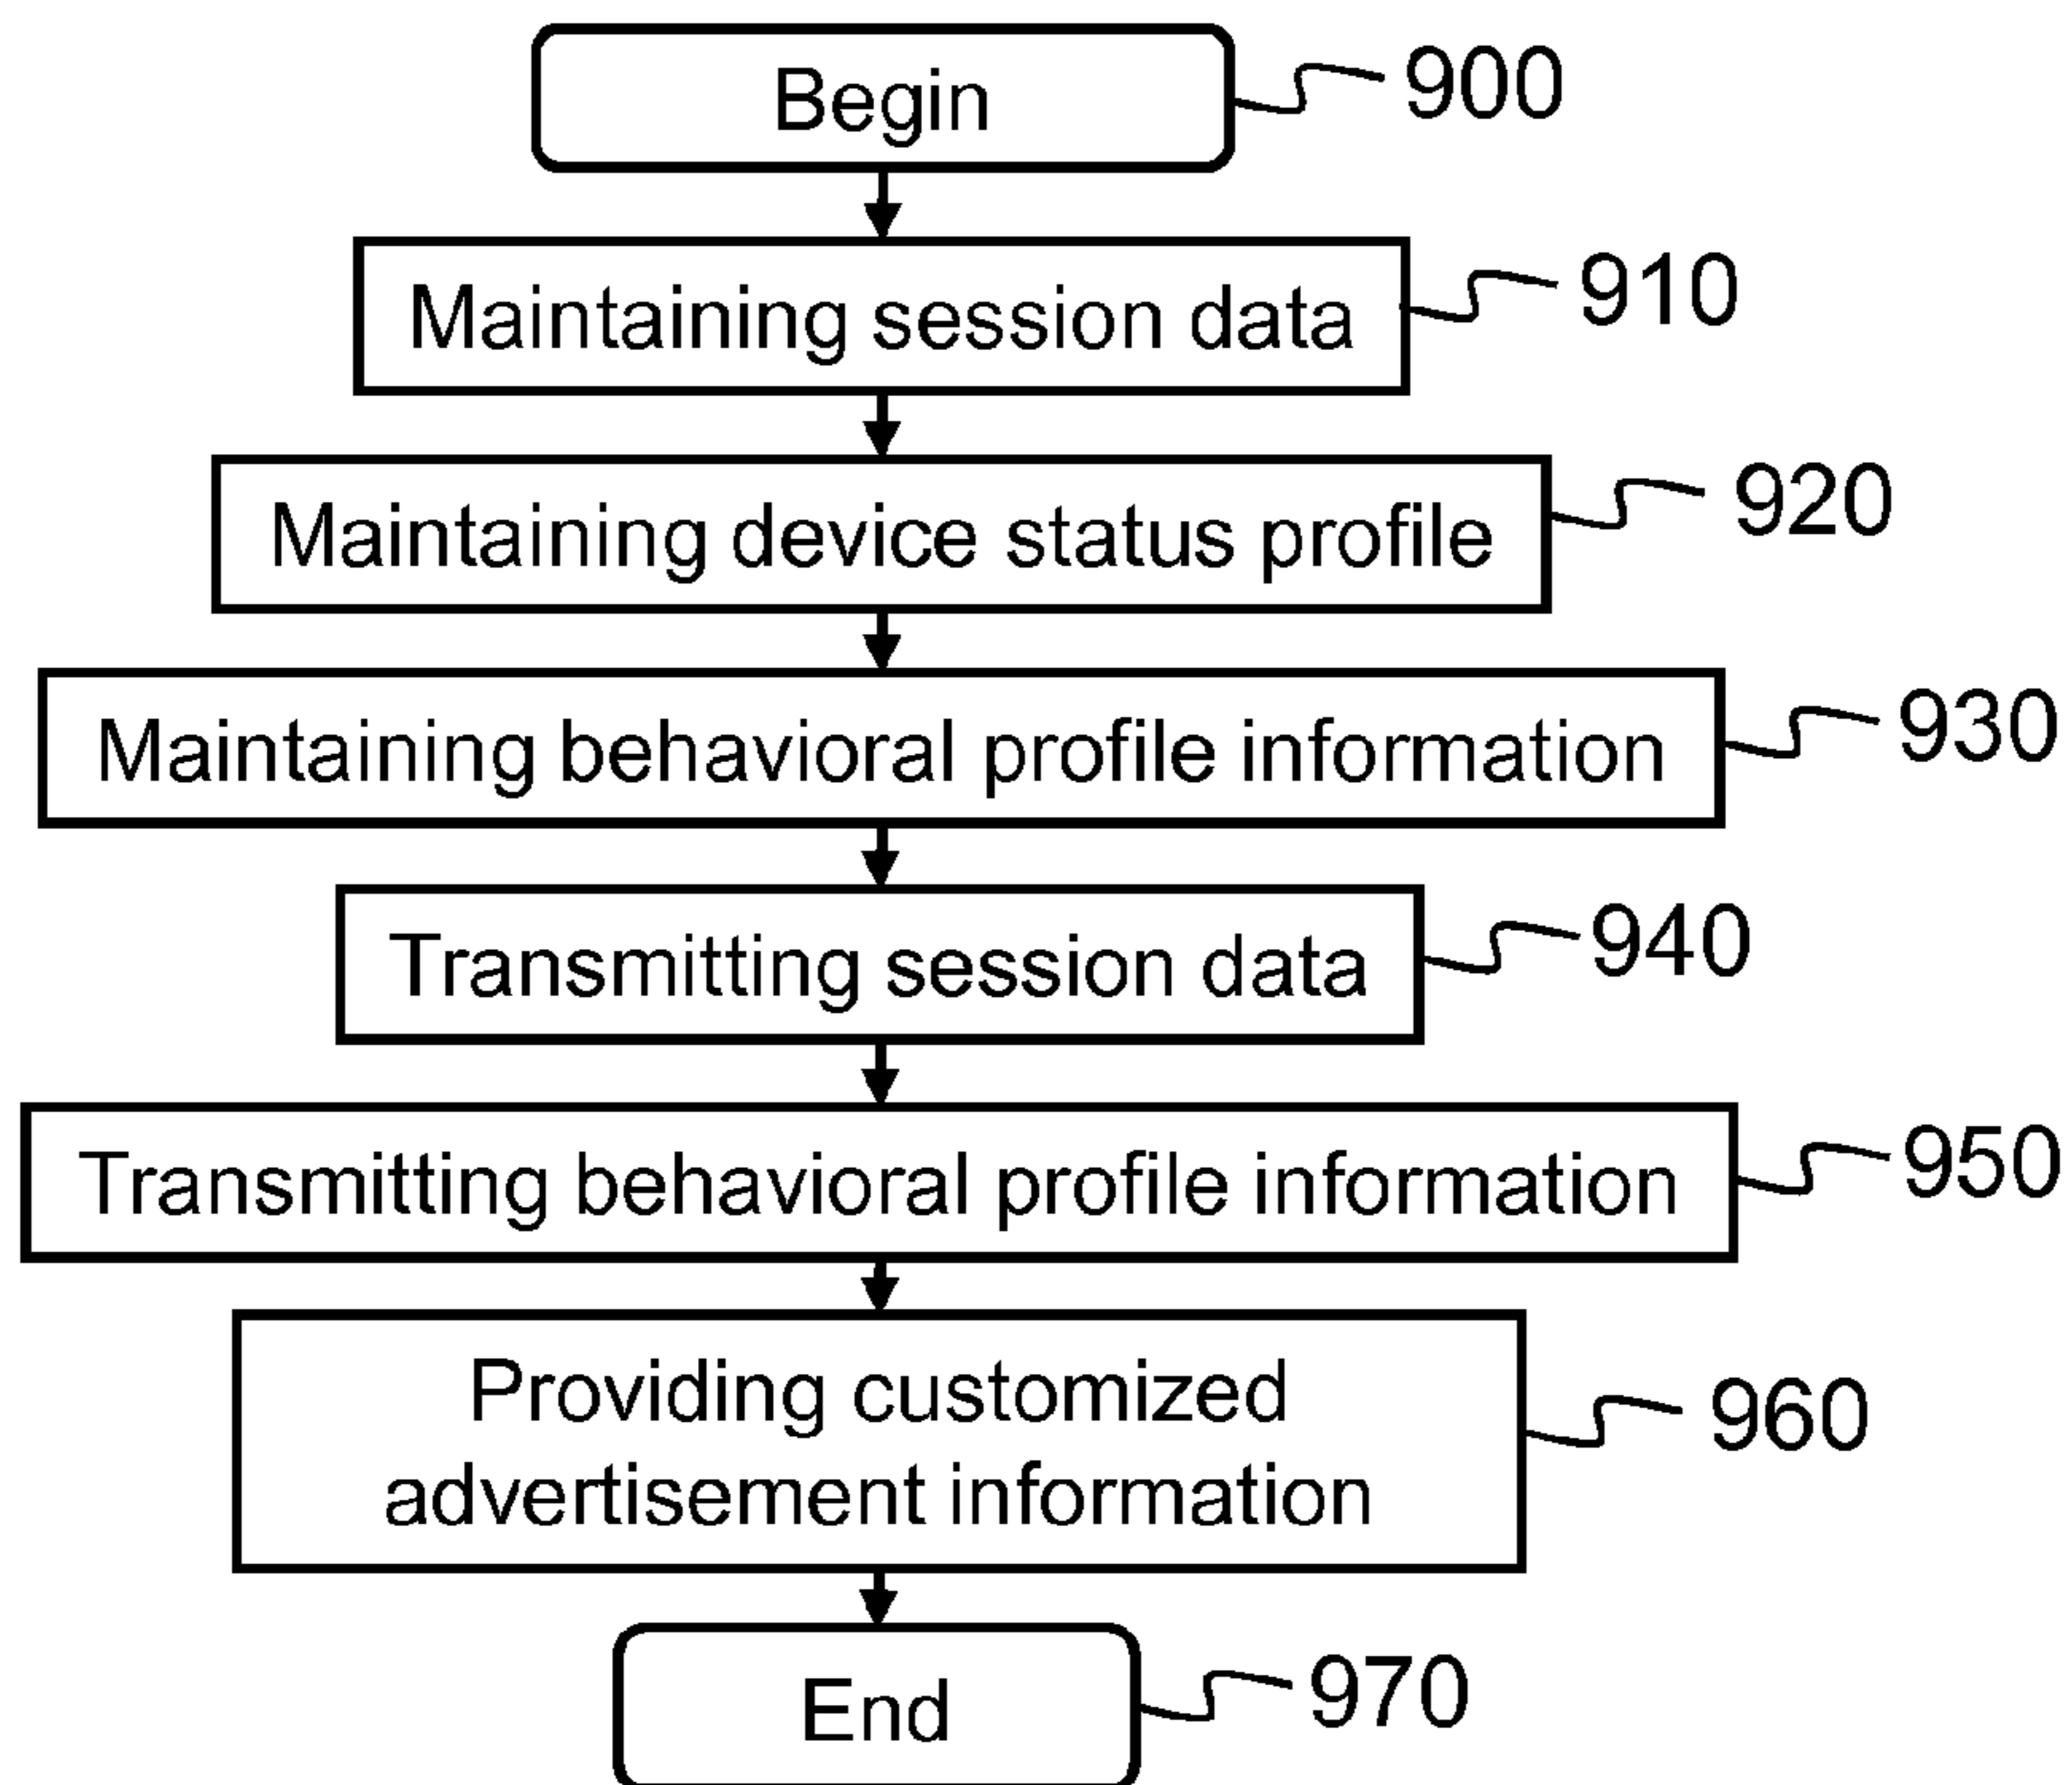 Begin
900
Maintaining session data
910
Maintaining device status profile
920
Maintaining behavioral profile information
930
Transmitting session data
940
Transmitting behavioral profile information
950
Providing customized
advertisement information
960
End
970